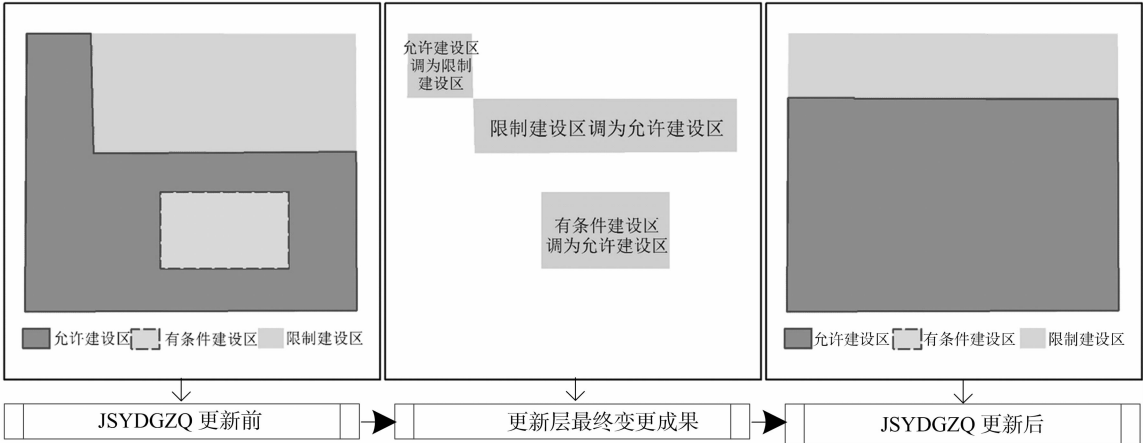 允许建设区
调为限制
建设区
限制建设区调为允许建设区
有条件建设区
调为允许建设区
允许建设区 有条件建设区 限制建设区
允许建设区 有条件建设区 限制建设区
JSYDGZQ 更新前
更新层最终变更成果
JSYDGZQ 更新后